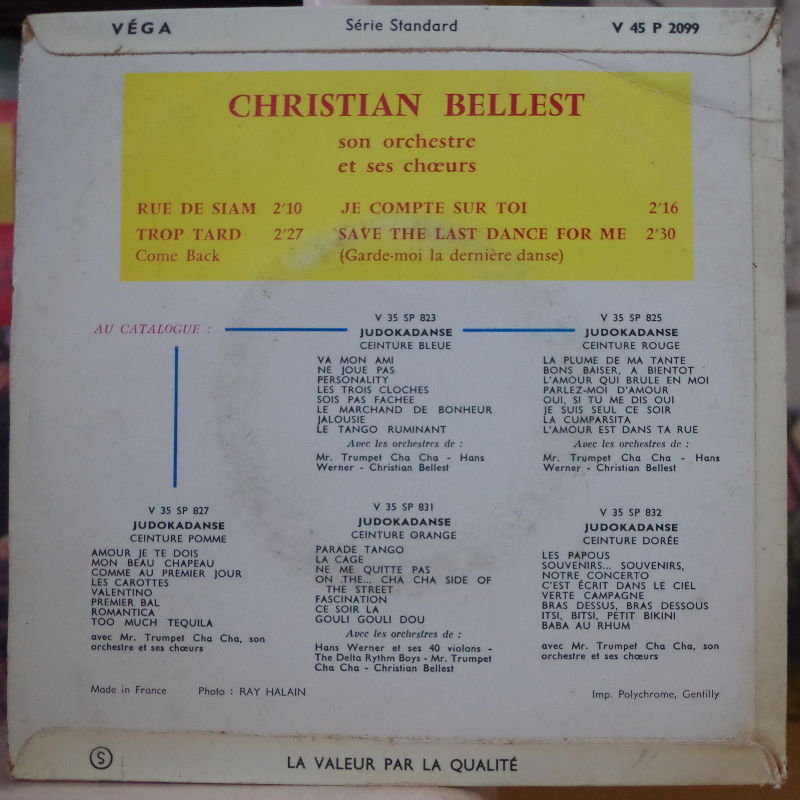 VÉGA Série Standard V 45 P 2099
CHRISTIAN BELLEST
son orchestre
et ses chœurs
RUE DE SIAM 2'10 JE COMPTE SUR TOI 2'16
TROP TARD 2'27 SAVE THE LAST DANCE FOR ME 2'30
Come Back (Garde-moi la dernière danse)
AU CATALOGUE :
V 35 SP 823
JUDOKADANSE
CEINTURE BLEUE
VA MON AMI
NE JOUE PAS
PERSONALITY
LES TROIS CLOCHES
SOIS PAS FACHEE
LE MARCHAND DE BONHEUR
JALOUSIE
LE TANGO RUMINANT
Avec les orchestres de :
Mr. Trumpet Cha Cha - Hans
Werner - Christian Bellest
V 35 SP 825
JUDOKADANSE
CEINTURE ROUGE
LA PLUME DE MA TANTE
BONS BAISER, A BIENTOT
L'AMOUR QUI BRULE EN MOI
PARLEZ-MOI D'AMOUR
OUI, SI TU ME DIS OUI
JE SUIS SEUL CE SOIR
LA CUMPARSITA
L'AMOUR EST DANS TA RUE
Avec les orchestres de :
Mr. Trumpet Cha Cha - Hans
Werner - Christian Bellest
V 35 SP 827
JUDOKADANSE
CEINTURE POMME
AMOUR JE TE DOIS
MON BEAU CHAPEAU
COMME AU PREMIER JOUR
LES CAROTTES
VALENTINO
PREMIER BAL
ROMANTICA
TOO MUCH TEQUILA
avec Mr. Trumpet Cha Cha, son
orchestre et ses chœurs
V 35 SP 831
JUDOKADANSE
CEINTURE ORANGE
PARADE TANGO
LA CAGE
NE ME QUITTE PAS
ON THE... CHA CHA SIDE OF
THE STREET
FASCINATION
CE SOIR LA
GOULI GOULI DOU
Avec les orchestres de :
Hans Werner et ses 40 violons -
The Delta Rythm Boys - Mr. Trumpet
Cha Cha - Christian Bellest
V 35 SP 832
JUDOKADANSE
CEINTURE DORÉE
LES PAPOUS
SOUVENIRS... SOUVENIRS,
NOTRE CONCERTO
C'EST ÉCRIT DANS LE CIEL
VERTE CAMPAGNE
BRAS DESSUS, BRAS DESSOUS
ITSI, BITSI, PETIT BIKINI
BABA AU RHUM
avec Mr. Trumpet Cha Cha, son
orchestre et ses chœurs
Made in France Photo : RAY HALAIN Imp. Polychrome, Gentilly
S LA VALEUR PAR LA QUALITÉ